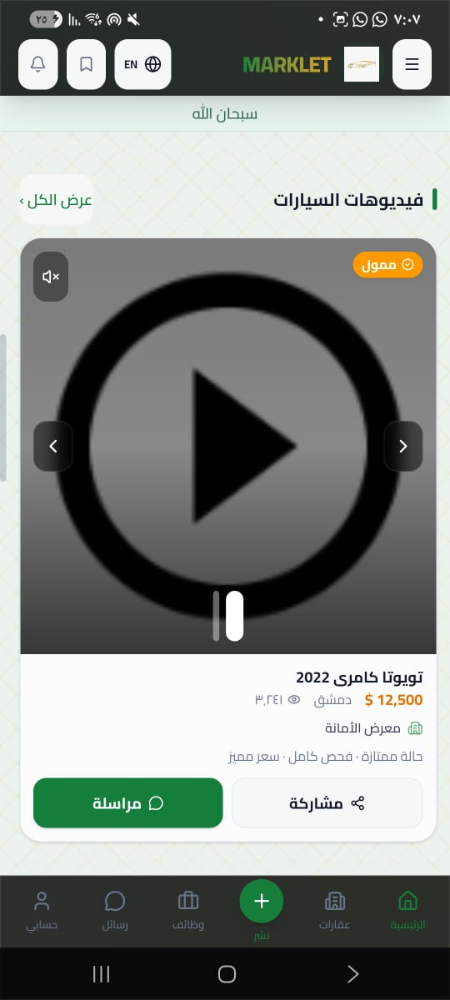 ٧:٠٧
٢٥
MARKLET
EN
سبحان الله
فيديوهات السيارات
عرض الكل ›
ممول
تويوتا كامري 2022
12,500 $ دمشق ٣,٢٤١
معرض الأمانة
حالة ممتازة · فحص كامل · سعر مميز
مشاركة
مراسلة
الرئيسية
عقارات
نشر
وظائف
رسائل
حسابي